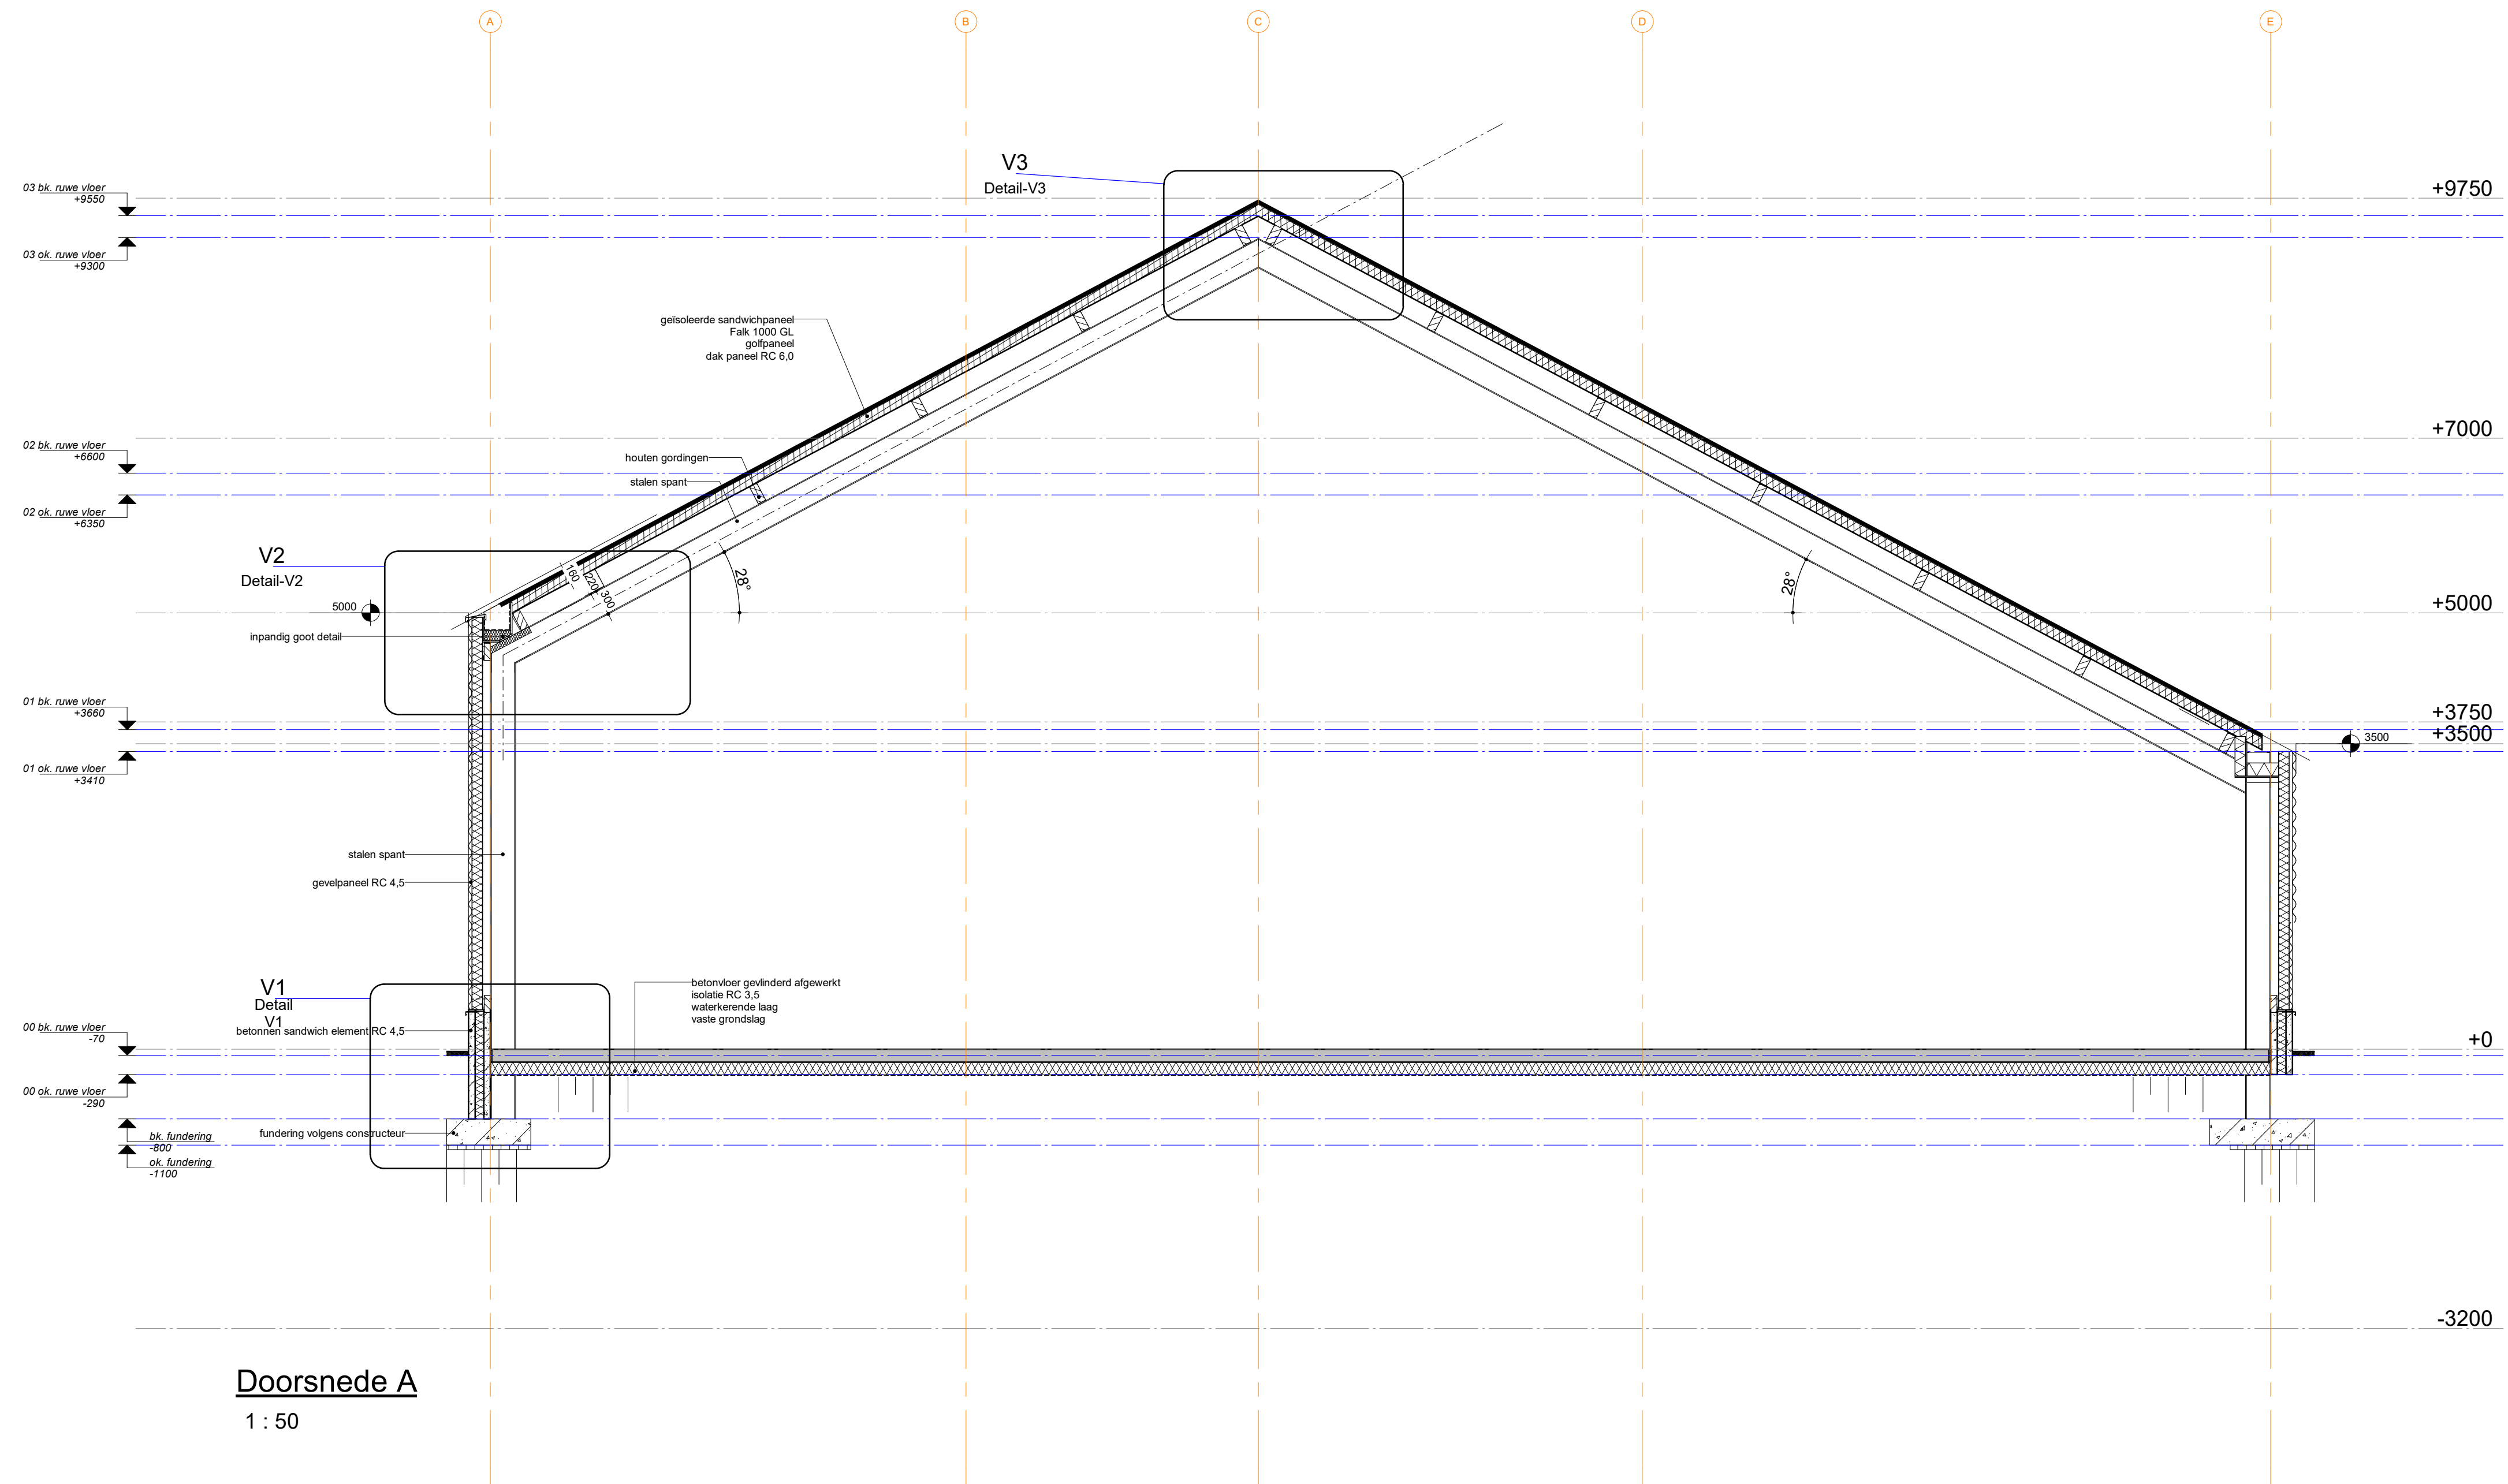 A
B
C
D
E
V3
Detail-V3
03 bk. ruwe vloer
+9550
+9750
03 ok. ruwe vloer
+9300
geïsoleerde sandwichpaneel
Falk 1000 GL
golfpaneel
dak paneel RC 6,0
02 bk. ruwe vloer
+6600
+7000
houten gordingen
stalen spant
02 ok. ruwe vloer
+6350
V2
Detail-V2
160
220
300
28°
28°
5000
+5000
inpandig goot detail
01 bk. ruwe vloer
+3660
+3750
+3500
3500
01 ok. ruwe vloer
+3410
stalen spant
gevelpaneel RC 4,5
V1
Detail
V1
betonvloer gevlinderd afgewerkt
isolatie RC 3,5
waterkerende laag
vaste grondslag
00 bk. ruwe vloer
-70
betonnen sandwich element RC 4,5
+0
00 ok. ruwe vloer
-290
bk. fundering
-800
fundering volgens constructeur
ok. fundering
-1100
-3200
Doorsnede A
1 : 50